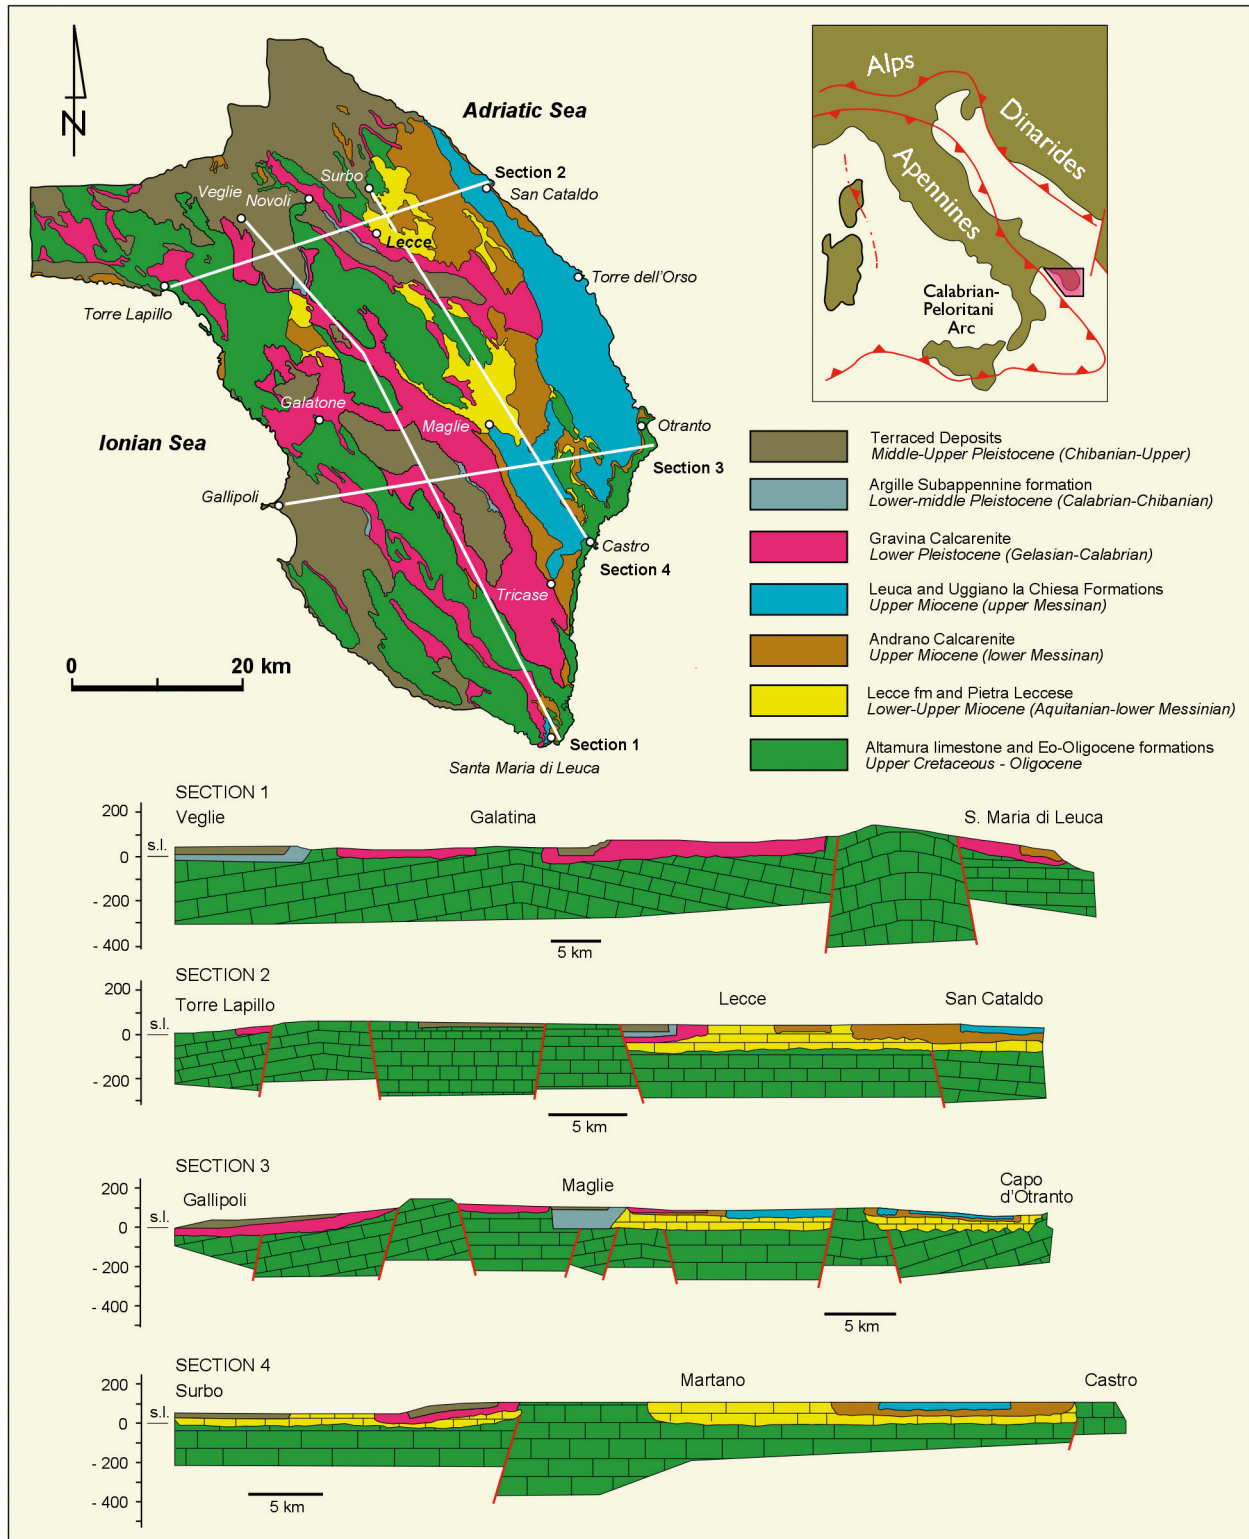 N
Adriatic Sea
Section 2
San Cataldo
Surbo
Veglie
Novoli
Lecce
Torre dell'Orso
Torre Lapillo
Galatone
Maglie
Otranto
Ionian Sea
Section 3
Gallipoli
Castro
Section 4
Tricase
0
20 km
Section 1
Santa Maria di Leuca
Alps
Dinarides
Apennines
Calabrian-
Peloritani
Arc
Terraced Deposits
Middle-Upper Pleistocene (Chibanian-Upper)
Argille Subappennine formation
Lower-middle Pleistocene (Calabrian-Chibanian)
Gravina Calcarenite
Lower Pleistocene (Gelasian-Calabrian)
Leuca and Uggiano la Chiesa Formations
Upper Miocene (upper Messinan)
Andrano Calcarenite
Upper Miocene (lower Messinan)
Lecce fm and Pietra Leccese
Lower-Upper Miocene (Aquitanian-lower Messinian)
Altamura limestone and Eo-Oligocene formations
Upper Cretaceous - Oligocene
SECTION 1
Veglie
Galatina
S. Maria di Leuca
200
s.l.
0
- 200
- 400
5 km
SECTION 2
Torre Lapillo
Lecce
San Cataldo
200
s.l.
0
- 200
5 km
SECTION 3
Gallipoli
Maglie
Capo
d'Otranto
200
s.l.
0
- 200
- 400
5 km
SECTION 4
Surbo
Martano
Castro
200
s.l.
0
- 200
- 400
5 km